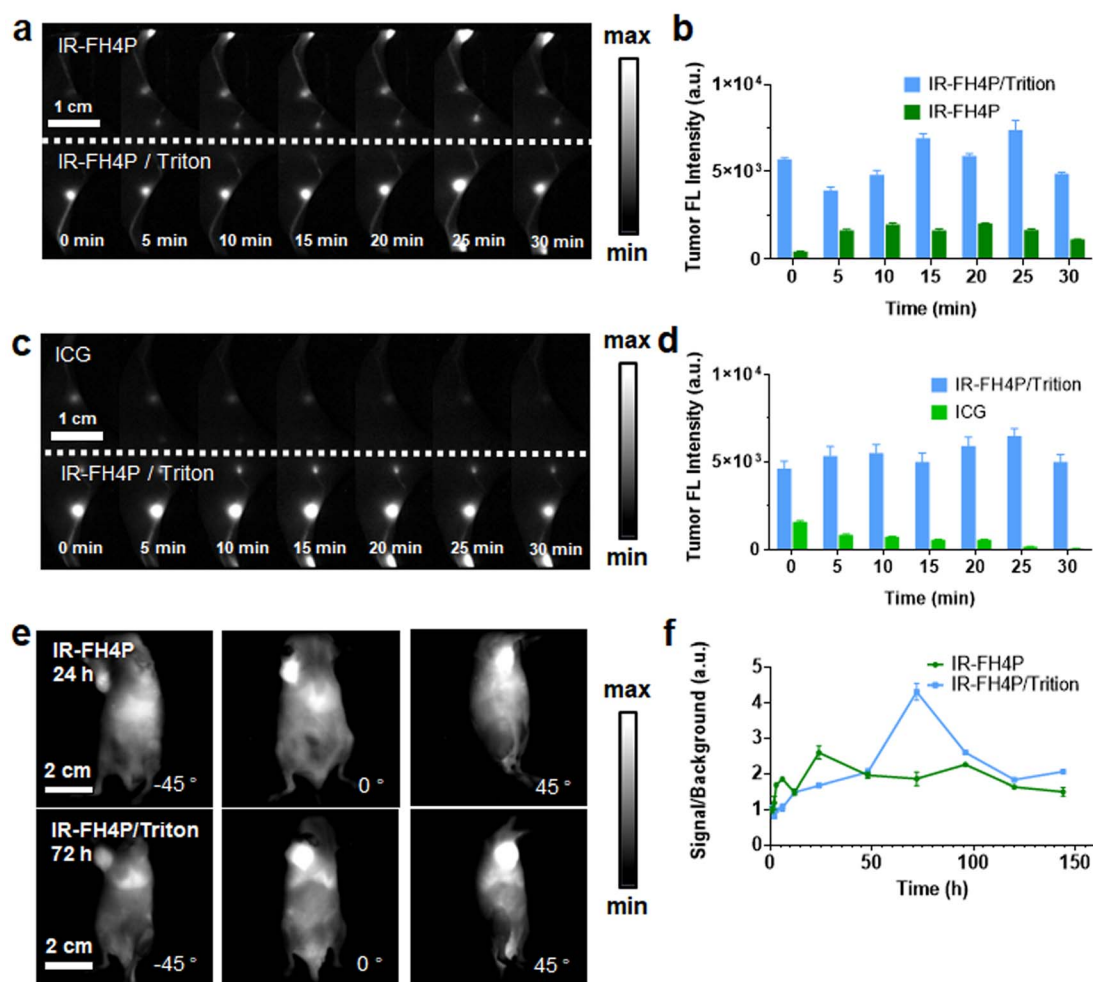 a
IR-FH4P
1 cm
IR-FH4P / Triton
0 min 5 min 10 min 15 min 20 min 25 min 30 min
max
min
b
Tumor FL Intensity (a.u.)
1×10⁴
5×10³
0
IR-FH4P/Trition
IR-FH4P
0 5 10 15 20 25 30
Time (min)
c
ICG
1 cm
IR-FH4P / Triton
0 min 5 min 10 min 15 min 20 min 25 min 30 min
max
min
d
Tumor FL Intensity (a.u.)
1×10⁴
5×10³
0
IR-FH4P/Trition
ICG
0 5 10 15 20 25 30
Time (min)
e
IR-FH4P
24 h
2 cm
-45 °
0 °
45 °
IR-FH4P/Triton
72 h
2 cm
-45 °
0 °
45 °
max
min
f
Signal/Background (a.u.)
5
4
3
2
1
0
IR-FH4P
IR-FH4P/Trition
0 50 100 150
Time (h)